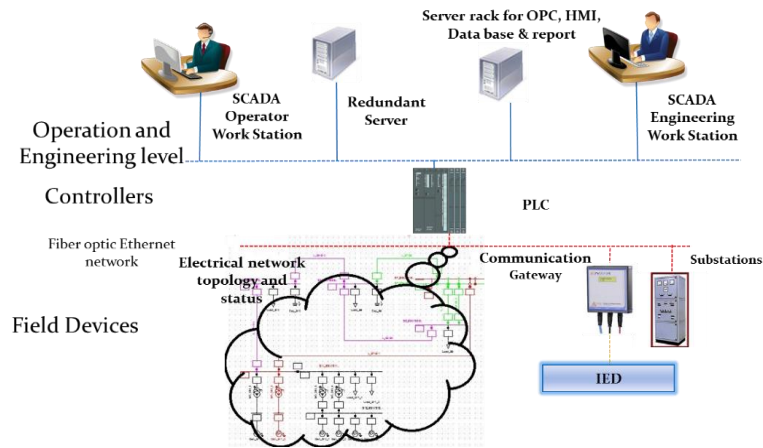 Server rack for OPC, HMI,
Data base & report
SCADA
Operator
Work Station
Redundant
Server
SCADA
Engineering
Work Station
Operation and
Engineering level
Controllers
PLC
Fiber optic Ethernet
network
Electrical network
topology and
status
Communication
Gateway
Substations
Field Devices
IED